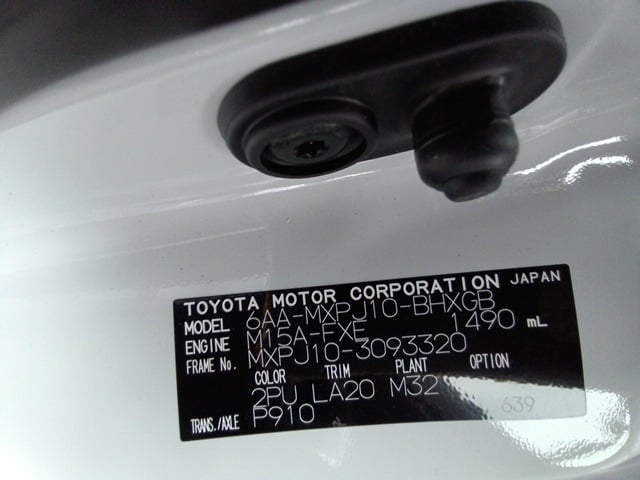 TOYOTA MOTOR CORPORATION JAPAN
MODEL 6AA-MXPJ10-BHXGB
ENGINE M15A-FXE 1490 mL
FRAME No. MXPJ10-3093320
COLOR TRIM PLANT OPTION
2PU LA20 M32
TRANS./AXLE P910 639